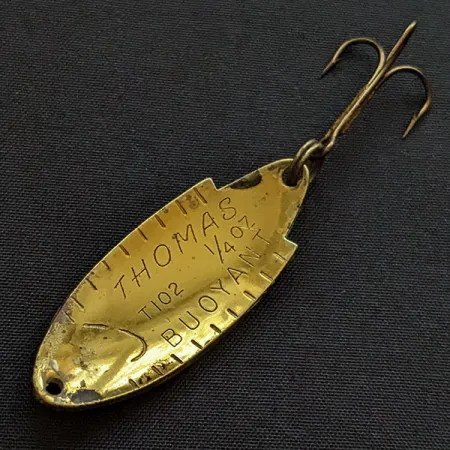 THOMAS
T102 1/4 OZ
BUOYANT